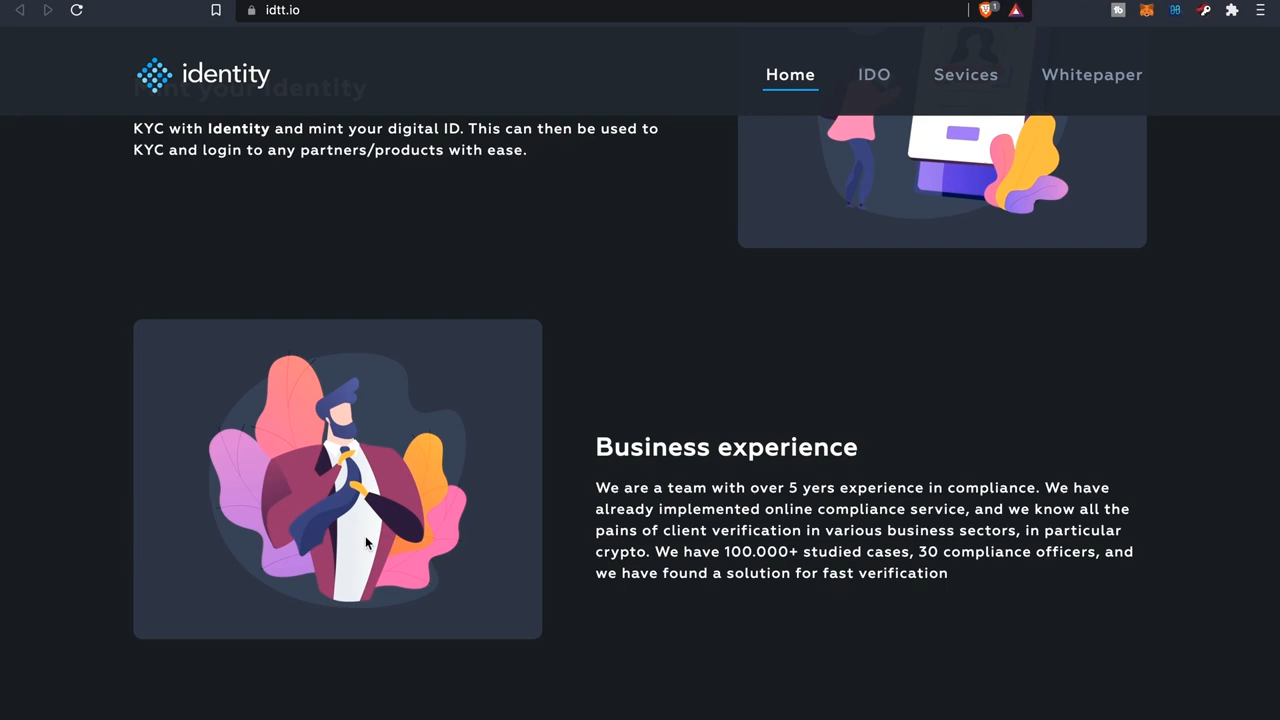 idtt.io
1
identity
Home
IDO
Sevices
Whitepaper
Mint your Identity
KYC with Identity and mint your digital ID. This can then be used to
KYC and login to any partners/products with ease.
Business experience
We are a team with over 5 yers experience in compliance. We have
already implemented online compliance service, and we know all the
pains of client verification in various business sectors, in particular
crypto. We have 100.000+ studied cases, 30 compliance officers, and
we have found a solution for fast verification